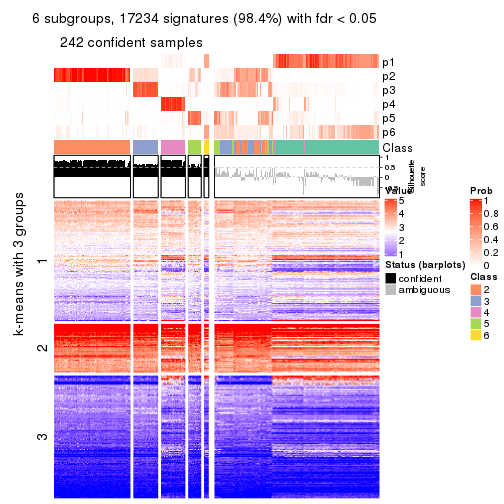 6 subgroups, 17234 signatures (98.4%) with fdr < 0.05
242 confident samples
p1
p2
p3
p4
p5
p6
Class
1
0.5
0
Silhouette
score
Value
5
4
3
2
1
Status (barplots)
confident
ambiguous
Prob
1
0.8
0.6
0.4
0.2
0
Class
2
3
4
5
6
k-means with 3 groups
1
2
3